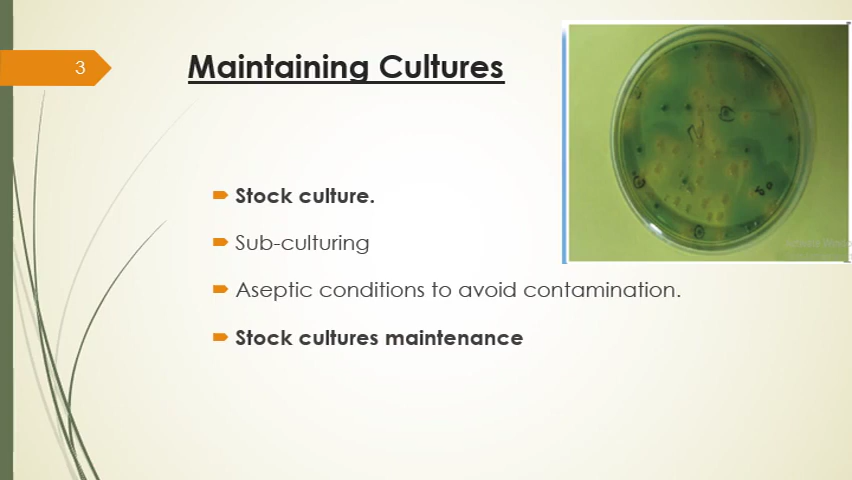 3
Maintaining Cultures
Stock culture.
Sub-culturing
Aseptic conditions to avoid contamination.
Stock cultures maintenance